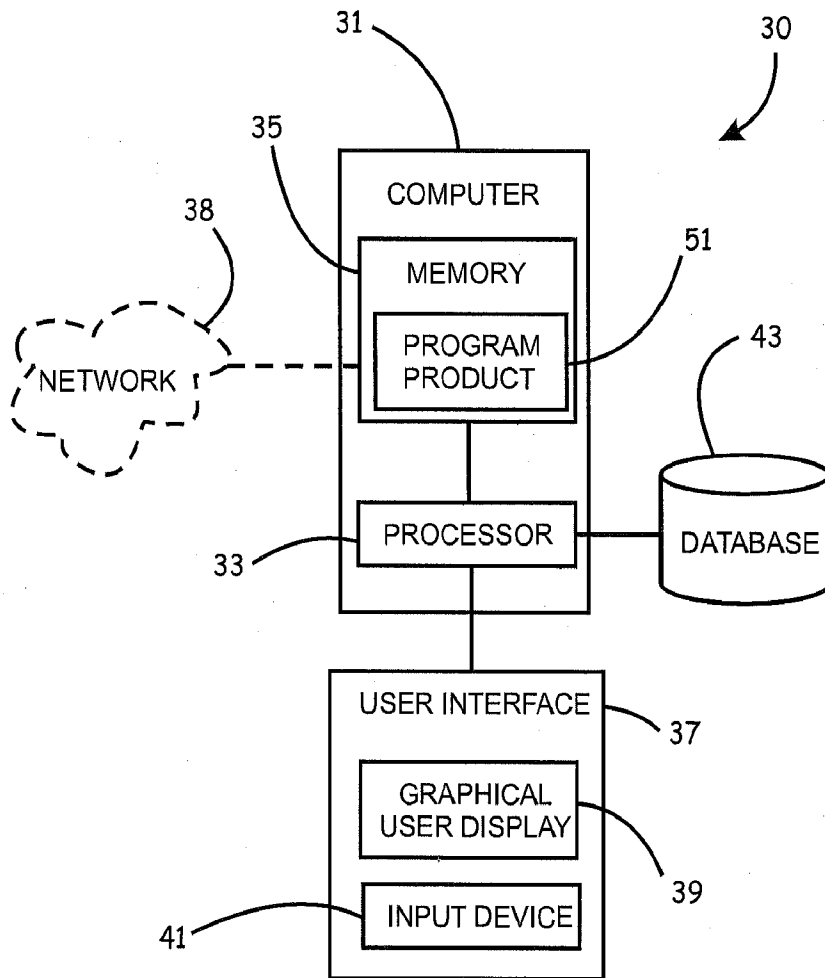 31
30
35
COMPUTER
38
51
MEMORY
PROGRAM
PRODUCT
43
NETWORK
PROCESSOR
DATABASE
33
USER INTERFACE
37
GRAPHICAL
USER DISPLAY
39
INPUT DEVICE
41